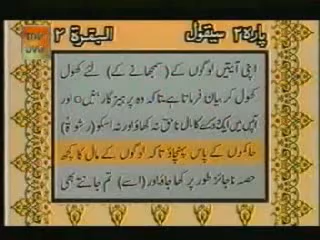 پارہ ۲ سیقول
البقرۃ ۲
اپنی آیتیں لوگوں کے (سمجھانے کے) لئے کھول
کھول کر بیان فرماتا ہے تاکہ وہ پرہیزگار بنیں ○ اور
آپس میں ایک دوسرے کا مال ناحق نہ کھاؤ اور نہ اسکو (رشوۃً)
حاکموں کے پاس پہنچاؤ تاکہ لوگوں کے مال کا کچھ
حصہ ناجائز طور پر کھا جاؤ اور (اسے) تم جانتے بھی